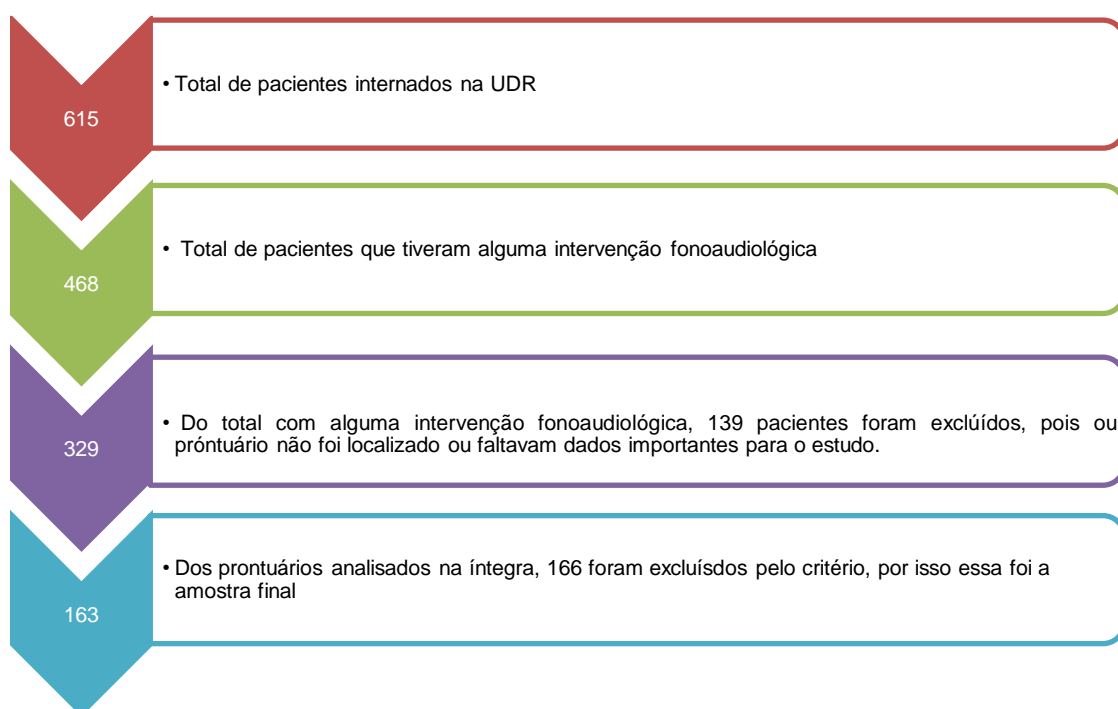 615
• Total de pacientes internados na UDR
468
• Total de pacientes que tiveram alguma intervenção fonoaudiológica
329
• Do total com alguma intervenção fonoaudiológica, 139 pacientes foram exclúídos, pois ou
próntuário não foi localizado ou faltavam dados importantes para o estudo.
163
• Dos prontuários analisados na íntegra, 166 foram excluísdos pelo critério, por isso essa foi a
amostra final